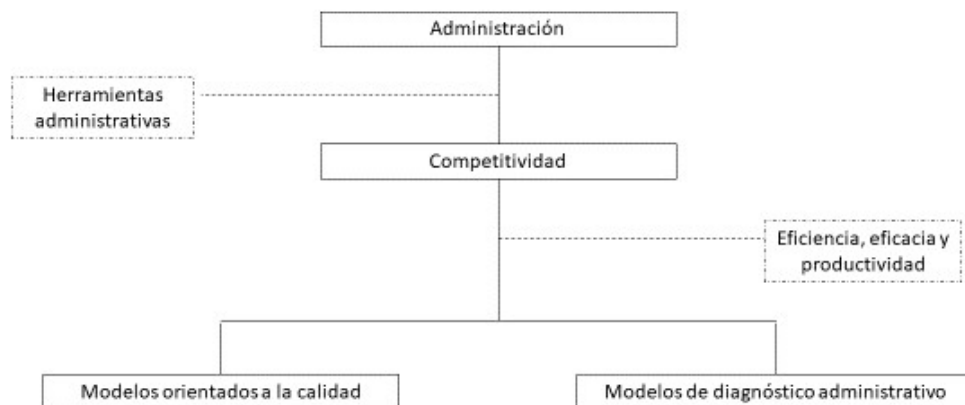 Administración
Herramientas
administrativas
Competitividad
Eficiencia, eficacia y
productividad
Modelos orientados a la calidad
Modelos de diagnóstico administrativo